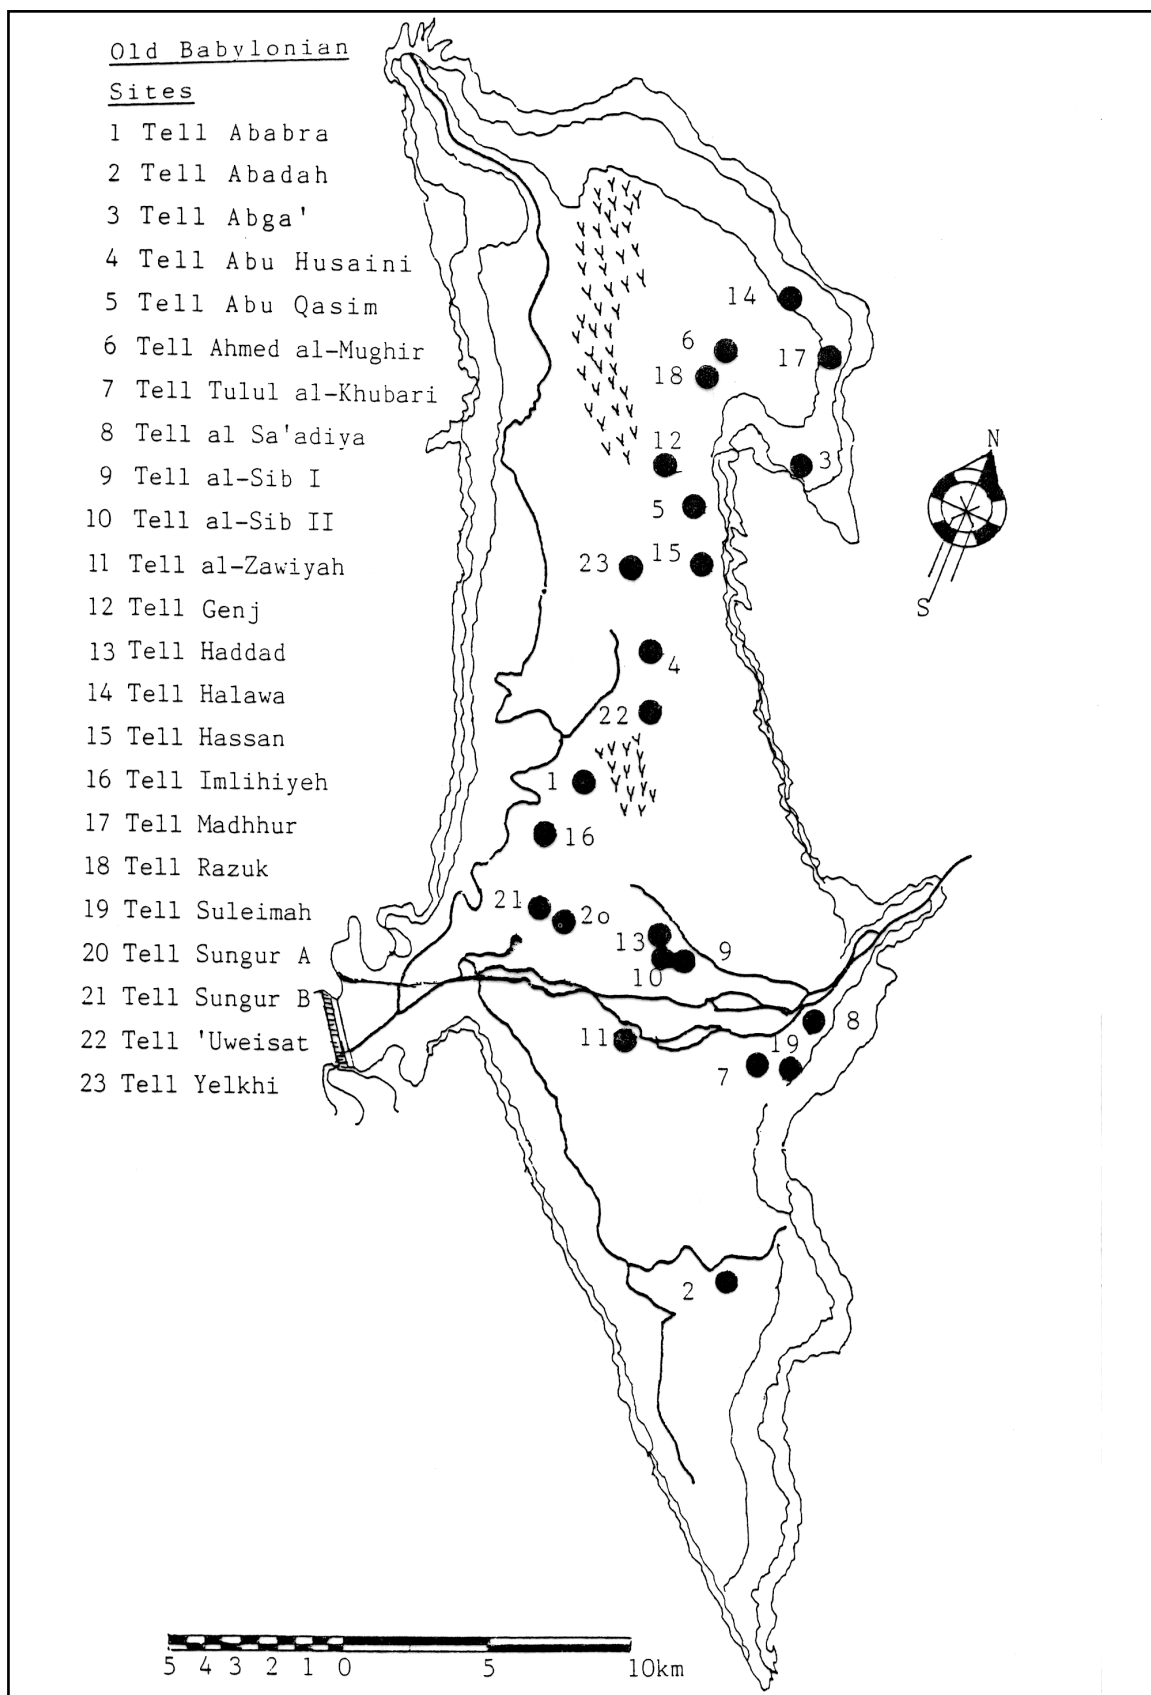 Old Babylonian
Sites
1 Tell Ababra
2 Tell Abadah
3 Tell Abga'
4 Tell Abu Husaini
5 Tell Abu Qasim
6 Tell Ahmed al-Mughir
7 Tell Tulul al-Khubari
8 Tell al Sa'adiya
9 Tell al-Sib I
10 Tell al-Sib II
11 Tell al-Zawiyah
12 Tell Genj
13 Tell Haddad
14 Tell Halawa
15 Tell Hassan
16 Tell Imlihiyeh
17 Tell Madhhur
18 Tell Razuk
19 Tell Suleimah
20 Tell Sungur A
21 Tell Sungur B
22 Tell 'Uweisat
23 Tell Yelkhi
14
6
17
18
12
3
N
5
15
23
S
4
22
1
16
21
20
13
9
10
8
11
19
7
2
5 4 3 2 1 0 5 10km